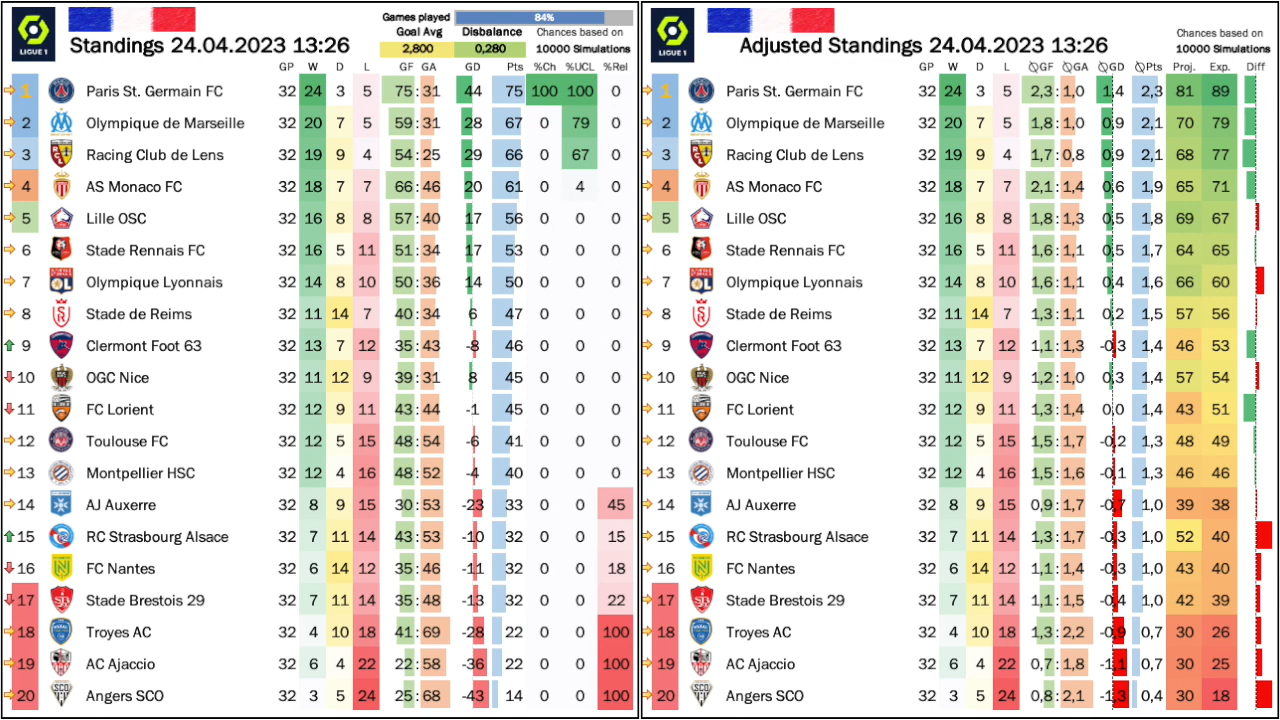 Games played 84%
Goal Avg Disbalance Chances based on
LIGUE 1 Standings 24.04.2023 13:26 2,800 0,280 10000 Simulations
GP W D L GF GA GD Pts %Ch %UCL %Rel
1 Paris St. Germain FC 32 24 3 5 75 : 31 44 75 100 100 0
2 Olympique de Marseille 32 20 7 5 59 : 31 28 67 0 79 0
3 Racing Club de Lens 32 19 9 4 54 : 25 29 66 0 67 0
4 AS Monaco FC 32 18 7 7 66 : 46 20 61 0 4 0
5 Lille OSC 32 16 8 8 57 : 40 17 56 0 0 0
6 Stade Rennais FC 32 16 5 11 51 : 34 17 53 0 0 0
7 Olympique Lyonnais 32 14 8 10 50 : 36 14 50 0 0 0
8 Stade de Reims 32 11 14 7 40 : 34 6 47 0 0 0
9 Clermont Foot 63 32 13 7 12 35 : 43 -8 46 0 0 0
10 OGC Nice 32 11 12 9 39 : 31 8 45 0 0 0
11 FC Lorient 32 12 9 11 43 : 44 -1 45 0 0 0
12 Toulouse FC 32 12 5 15 48 : 54 -6 41 0 0 0
13 Montpellier HSC 32 12 4 16 48 : 52 -4 40 0 0 0
14 AJ Auxerre 32 8 9 15 30 : 53 -23 33 0 0 45
15 RC Strasbourg Alsace 32 7 11 14 43 : 53 -10 32 0 0 15
16 FC Nantes 32 6 14 12 35 : 46 -11 32 0 0 18
17 Stade Brestois 29 32 7 11 14 35 : 48 -13 32 0 0 22
18 Troyes AC 32 4 10 18 41 : 69 -28 22 0 0 100
19 AC Ajaccio 32 6 4 22 22 : 58 -36 22 0 0 100
20 Angers SCO 32 3 5 24 25 : 68 -43 14 0 0 100
Chances based on
LIGUE 1 Adjusted Standings 24.04.2023 13:26 10000 Simulations
GP W D L ∅GF ∅GA ∅GD ∅Pts Proj. Exp. Diff
1 Paris St. Germain FC 32 24 3 5 2,3 : 1,0 1,4 2,3 81 89
2 Olympique de Marseille 32 20 7 5 1,8 : 1,0 0,9 2,1 70 79
3 Racing Club de Lens 32 19 9 4 1,7 : 0,8 0,9 2,1 68 77
4 AS Monaco FC 32 18 7 7 2,1 : 1,4 0,6 1,9 65 71
5 Lille OSC 32 16 8 8 1,8 : 1,3 0,5 1,8 69 67
6 Stade Rennais FC 32 16 5 11 1,6 : 1,1 0,5 1,7 64 65
7 Olympique Lyonnais 32 14 8 10 1,6 : 1,1 0,4 1,6 66 60
8 Stade de Reims 32 11 14 7 1,3 : 1,1 0,2 1,5 57 56
9 Clermont Foot 63 32 13 7 12 1,1 : 1,3 -0,3 1,4 46 53
10 OGC Nice 32 11 12 9 1,2 : 1,0 0,3 1,4 57 54
11 FC Lorient 32 12 9 11 1,3 : 1,4 0,0 1,4 43 51
12 Toulouse FC 32 12 5 15 1,5 : 1,7 -0,2 1,3 48 49
13 Montpellier HSC 32 12 4 16 1,5 : 1,6 -0,1 1,3 46 46
14 AJ Auxerre 32 8 9 15 0,9 : 1,7 -0,7 1,0 39 38
15 RC Strasbourg Alsace 32 7 11 14 1,3 : 1,7 -0,3 1,0 52 40
16 FC Nantes 32 6 14 12 1,1 : 1,4 -0,3 1,0 43 40
17 Stade Brestois 29 32 7 11 14 1,1 : 1,5 -0,4 1,0 42 39
18 Troyes AC 32 4 10 18 1,3 : 2,2 -0,9 0,7 30 26
19 AC Ajaccio 32 6 4 22 0,7 : 1,8 -1,1 0,7 30 25
20 Angers SCO 32 3 5 24 0,8 : 2,1 -1,3 0,4 30 18